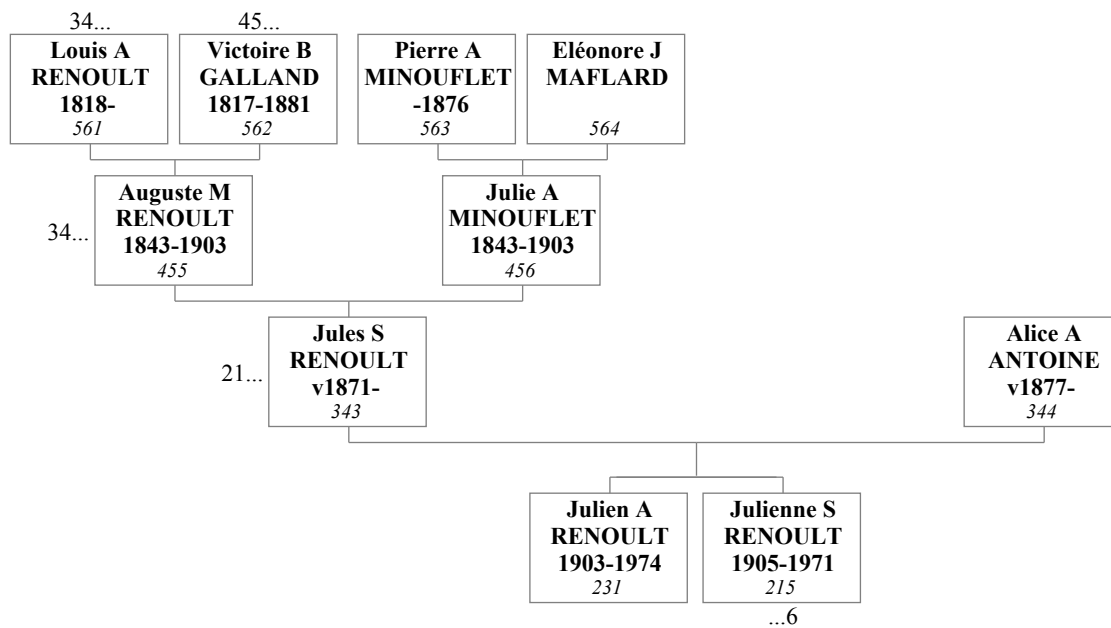 34...
45...
Louis A
RENOULT
1818-
561
Victoire B
GALLAND
1817-1881
562
Pierre A
MINOUFLET
-1876
563
Eléonore J
MAFLARD
564
34...
Auguste M
RENOULT
1843-1903
455
Julie A
MINOUFLET
1843-1903
456
21...
Jules S
RENOULT
v1871-
343
Alice A
ANTOINE
v1877-
344
Julien A
RENOULT
1903-1974
231
Julienne S
RENOULT
1905-1971
215
...6